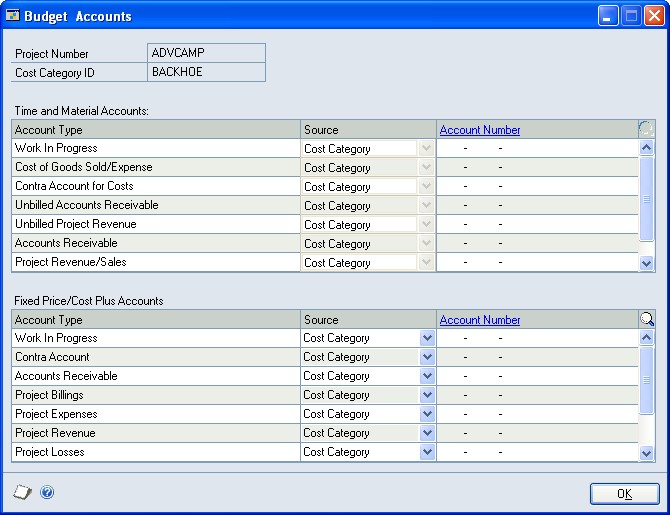 Budget Accounts
Project Number ADVCAMP
Cost Category ID BACKHOE
Time and Material Accounts:
Account Type Source Account Number
Work In Progress Cost Category - -
Cost of Goods Sold/Expense Cost Category - -
Contra Account for Costs Cost Category - -
Unbilled Accounts Receivable Cost Category - -
Unbilled Project Revenue Cost Category - -
Accounts Receivable Cost Category - -
Project Revenue/Sales Cost Category - -
Fixed Price/Cost Plus Accounts
Account Type Source Account Number
Work In Progress Cost Category - -
Contra Account Cost Category - -
Accounts Receivable Cost Category - -
Project Billings Cost Category - -
Project Expenses Cost Category - -
Project Revenue Cost Category - -
Project Losses Cost Category - -
OK